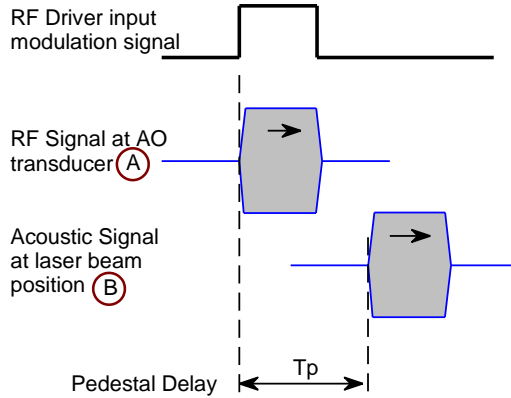 RF Driver input
modulation signal
RF Signal at AO
transducer A
Acoustic Signal
at laser beam
position B
Tp
Pedestal Delay